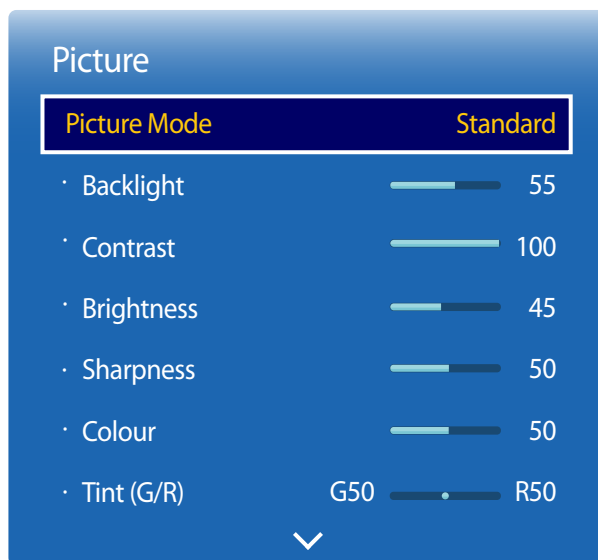 Picture
Picture Mode Standard
· Backlight 55
· Contrast 100
· Brightness 45
· Sharpness 50
· Colour 50
· Tint (G/R) G50 R50